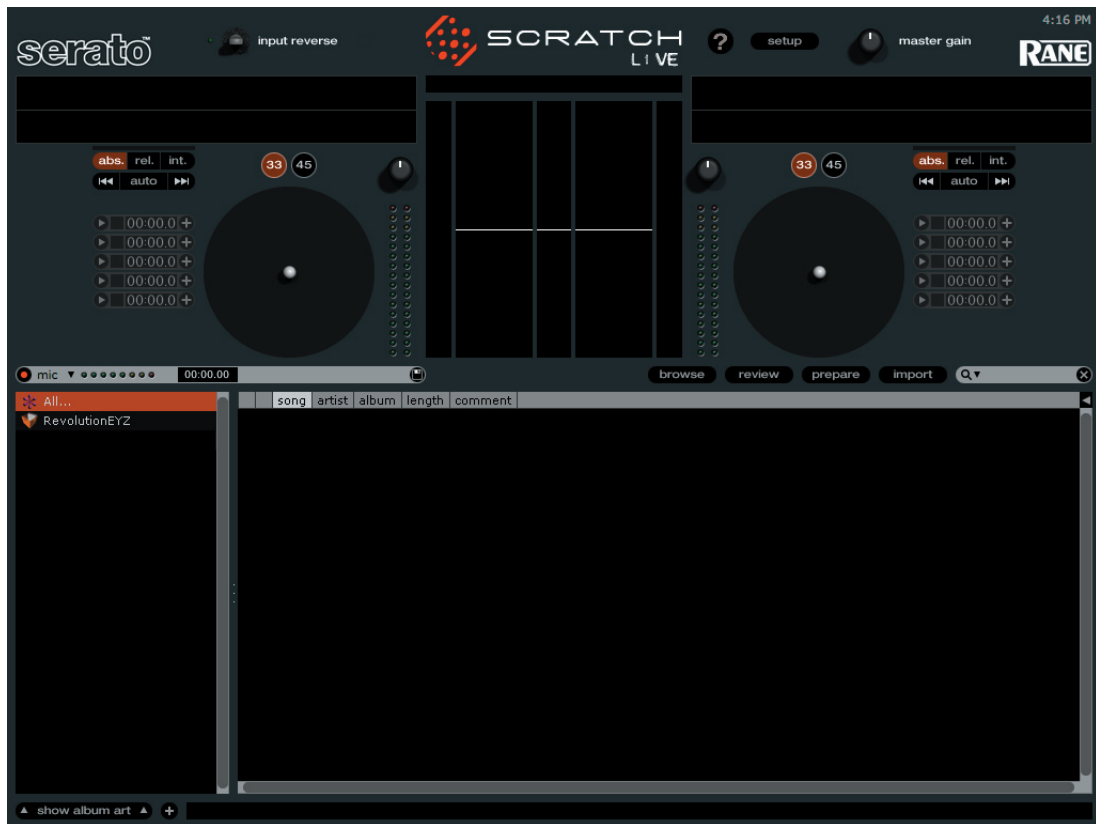 4:16 PM
serato™
input reverse
SCRATCH
L1VE
?
setup
master gain
RANE
abs. rel. int.
auto
33 45
33 45
abs. rel. int.
auto
00:00.0 +
00:00.0 +
00:00.0 +
00:00.0 +
00:00.0 +
00:00.0 +
00:00.0 +
00:00.0 +
00:00.0 +
00:00.0 +
mic 00:00.00
browse review prepare import
All...
RevolutionEYZ
song artist album length comment
show album art +